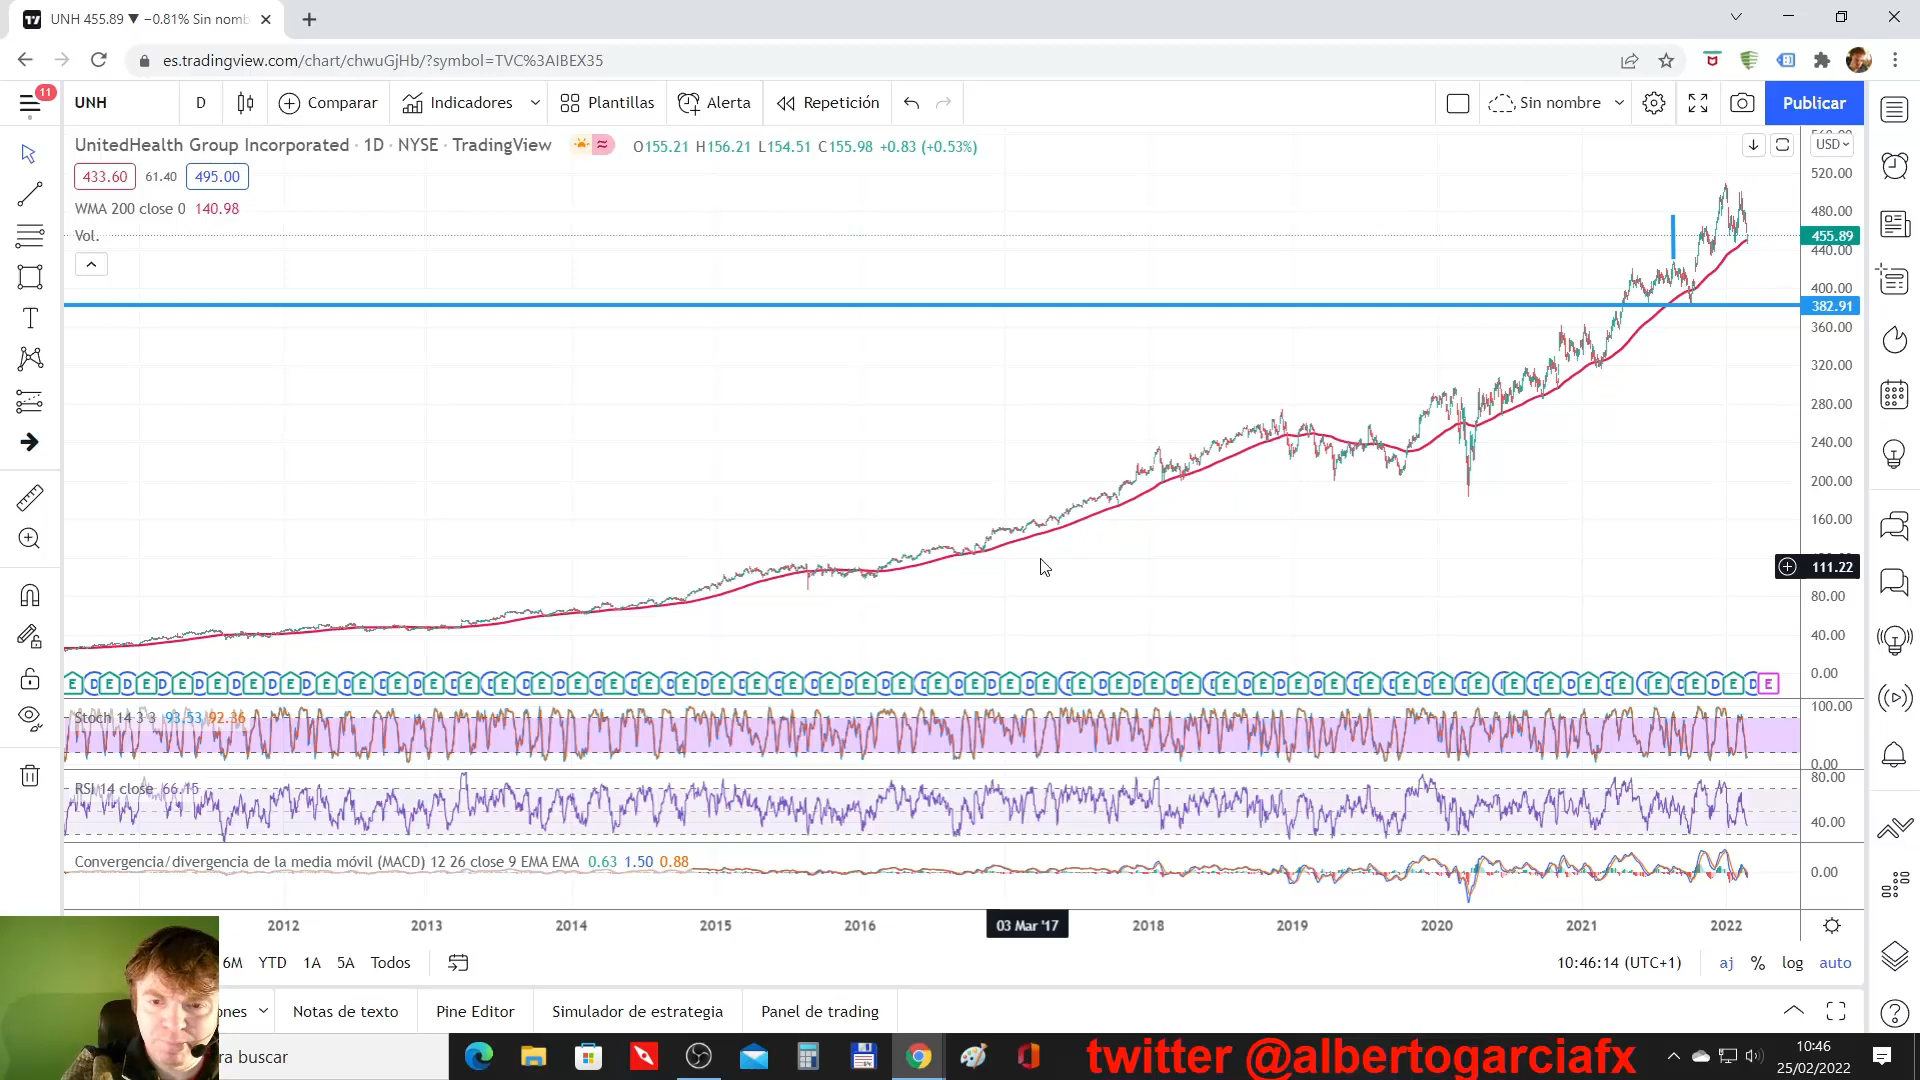 UNH 455.89 ▼ −0.81% Sin nomb
es.tradingview.com/chart/chwuGjHb/?symbol=TVC%3AIBEX35
11
UNH
D
Comparar
Indicadores
Plantillas
Alerta
Repetición
Sin nombre
Publicar
UnitedHealth Group Incorporated · 1D · NYSE · TradingView
O155.21 H156.21 L154.51 C155.98 +0.83 (+0.53%)
USD
433.60 61.40 495.00
WMA 200 close 0 140.98
Vol.
520.00
480.00
455.89
440.00
400.00
382.91
360.00
320.00
280.00
240.00
200.00
160.00
111.22
80.00
40.00
0.00
Stoch 14 3 3 93.53 92.36
100.00
0.00
RSI 14 close 66.15
80.00
40.00
Convergencia/divergencia de la media móvil (MACD) 12 26 close 9 EMA EMA 0.63 1.50 0.88
0.00
2012 2013 2014 2015 2016 03 Mar '17 2018 2019 2020 2021 2022
6M YTD 1A 5A Todos
10:46:14 (UTC+1)
aj % log auto
ones
Notas de texto
Pine Editor
Simulador de estrategia
Panel de trading
ra buscar
twitter @albertogarciafx
10:46
25/02/2022